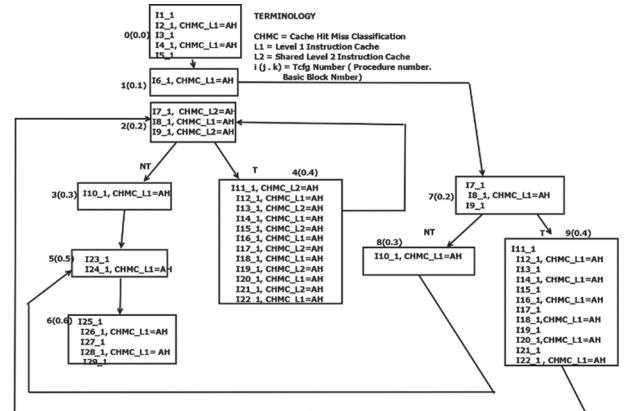 I1_1
I2_1, CHMC_L1=AH
0(0.0) I3_1
I4_1, CHMC_L1=AH
I5_1
TERMINOLOGY
CHMC = Cache Hit Miss Classification
L1 = Level 1 Instruction Cache
L2 = Shared Level 2 Instruction Cache
i (j . k) = Tcfg Number ( Procedure number.
Basic Block Nmber)
1(0.1) I6_1, CHMC_L1=AH
I7_1, CHMC_L2=AH
2(0.2) I8_1, CHMC_L1=AH
I9_1, CHMC_L2=AH
NT
T
3(0.3) I10_1, CHMC_L1=AH
4(0.4)
I11_1, CHMC_L2=AH
I12_1, CHMC_L1=AH
I13_1, CHMC_L2=AH
I14_1, CHMC_L1=AH
I15_1, CHMC_L2=AH
I16_1, CHMC_L1=AH
I17_1, CHMC_L2=AH
I18_1, CHMC_L1=AH
I19_1, CHMC_L2=AH
I20_1, CHMC_L1=AH
I21_1, CHMC_L2=AH
I22_1, CHMC_L1=AH
5(0.5) I23_1
I24_1, CHMC_L1=AH
6(0.6) I25_1
I26_1, CHMC_L1=AH
I27_1
I28_1, CHMC_L1= AH
I29_1
I7_1
7(0.2) I8_1, CHMC_L1=AH
I9_1
NT
T
8(0.3)
I10_1, CHMC_L1=AH
9(0.4)
I11_1
I12_1, CHMC_L1=AH
I13_1
I14_1, CHMC_L1=AH
I15_1
I16_1, CHMC_L1=AH
I17_1
I18_1,CHMC_L1=AH
I19_1
I20_1,CHMC_L1=AH
I21_1
I22_1 , CHMC_L1=AH